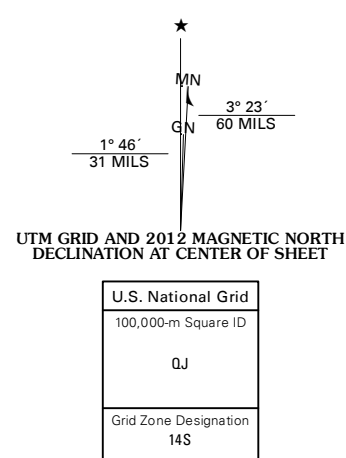 ★
MN
3° 23´
60 MILS
GN
1° 46´
31 MILS
UTM GRID AND 2012 MAGNETIC NORTH
DECLINATION AT CENTER OF SHEET
U.S. National Grid
100,000-m Square ID
QJ
Grid Zone Designation
14S